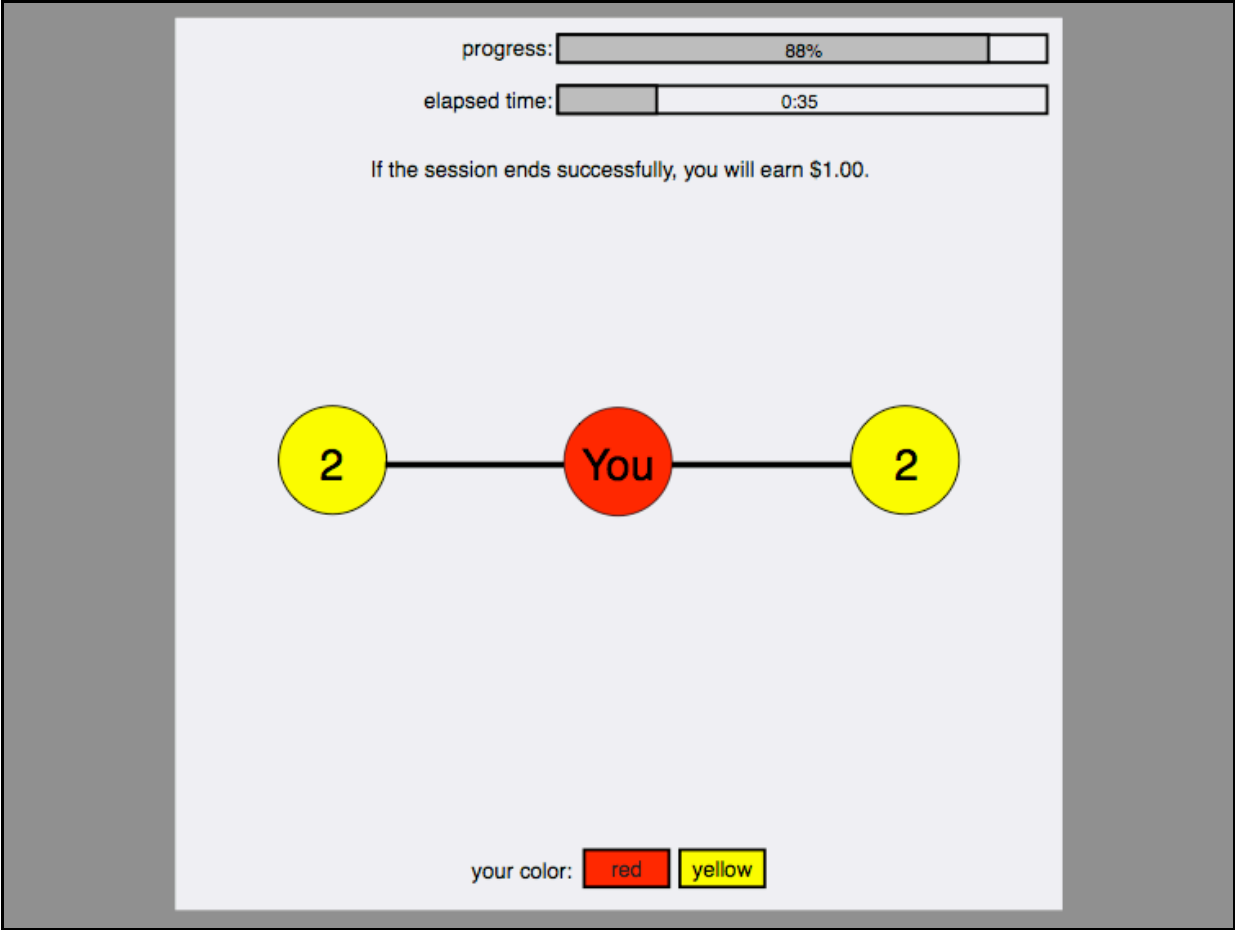 progress: 88%
elapsed time: 0:35
If the session ends successfully, you will earn $1.00.
2 You 2
your color: red yellow